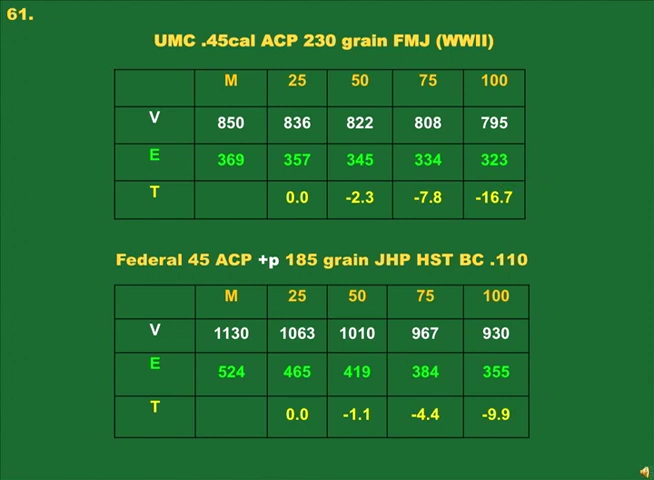 61.
UMC .45cal ACP 230 grain FMJ (WWII)
M 25 50 75 100
V 850 836 822 808 795
E 369 357 345 334 323
T 0.0 -2.3 -7.8 -16.7
Federal 45 ACP +p 185 grain JHP HST BC .110
M 25 50 75 100
V 1130 1063 1010 967 930
E 524 465 419 384 355
T 0.0 -1.1 -4.4 -9.9